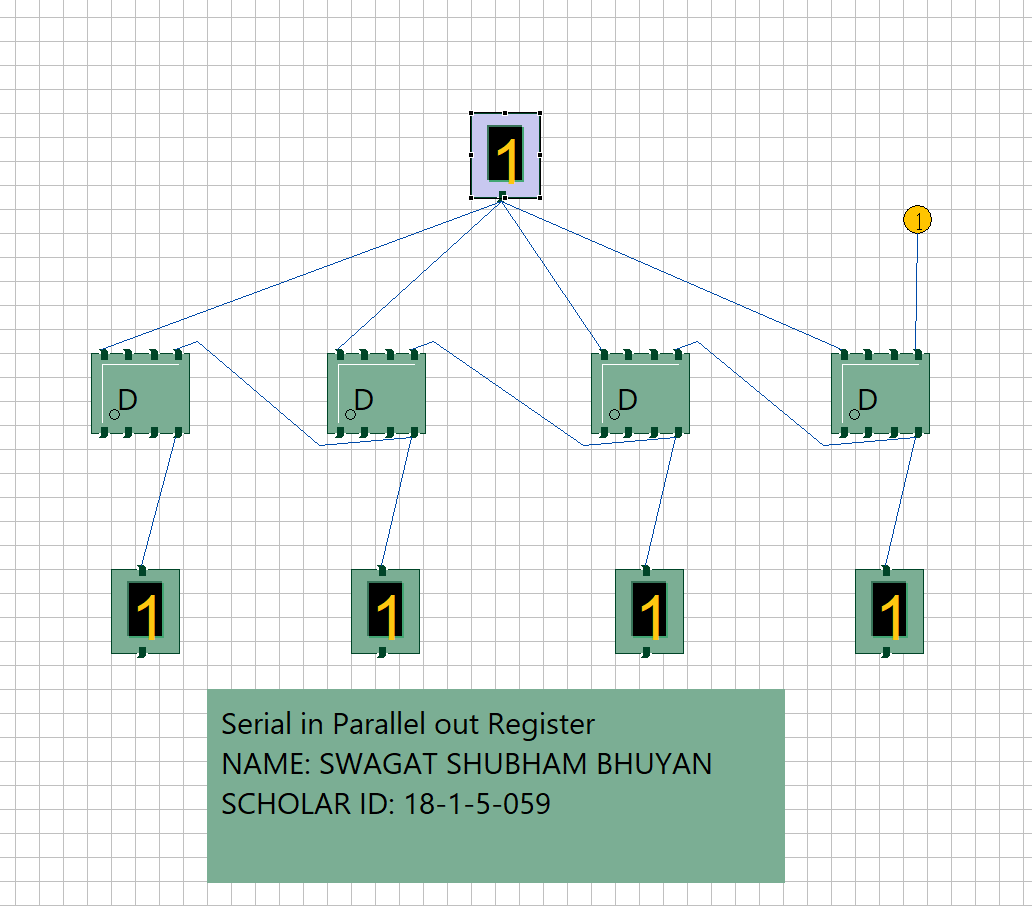 1
1
D D D D
1 1 1 1
Serial in Parallel out Register
NAME: SWAGAT SHUBHAM BHUYAN
SCHOLAR ID: 18-1-5-059